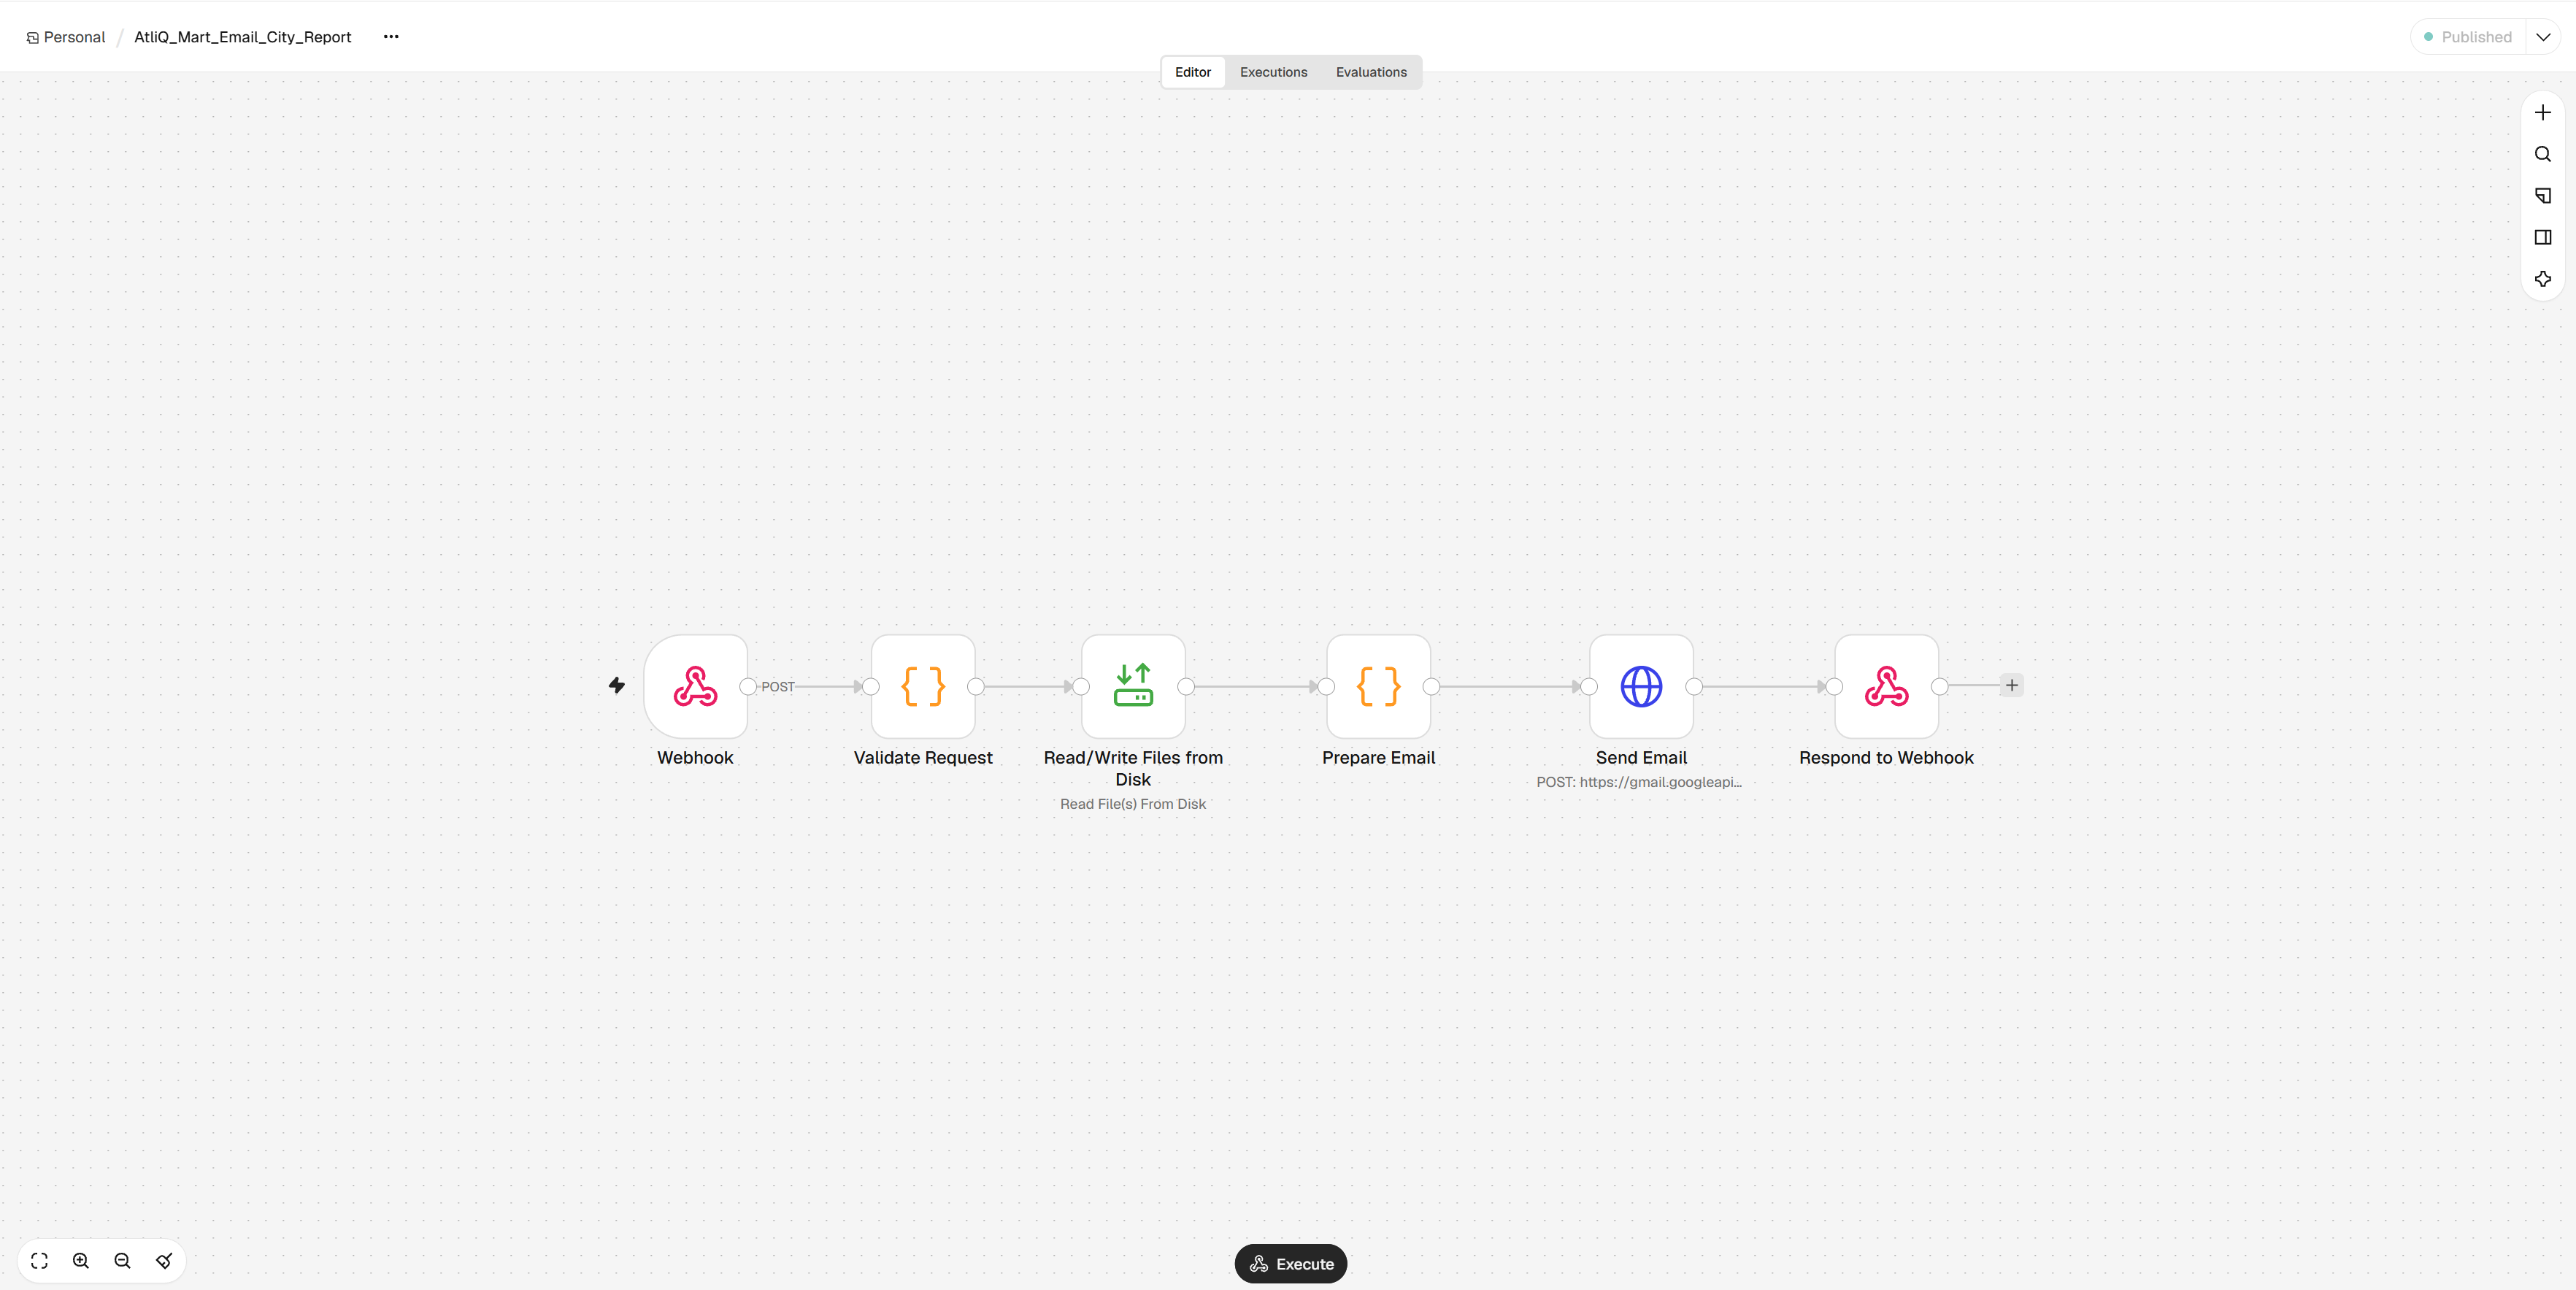 Personal / AtliQ_Mart_Email_City_Report
Published
Editor Executions Evaluations
POST
Webhook
Validate Request
Read/Write Files from
Disk
Read File(s) From Disk
Prepare Email
Send Email
POST: https://gmail.googleapi...
Respond to Webhook
Execute